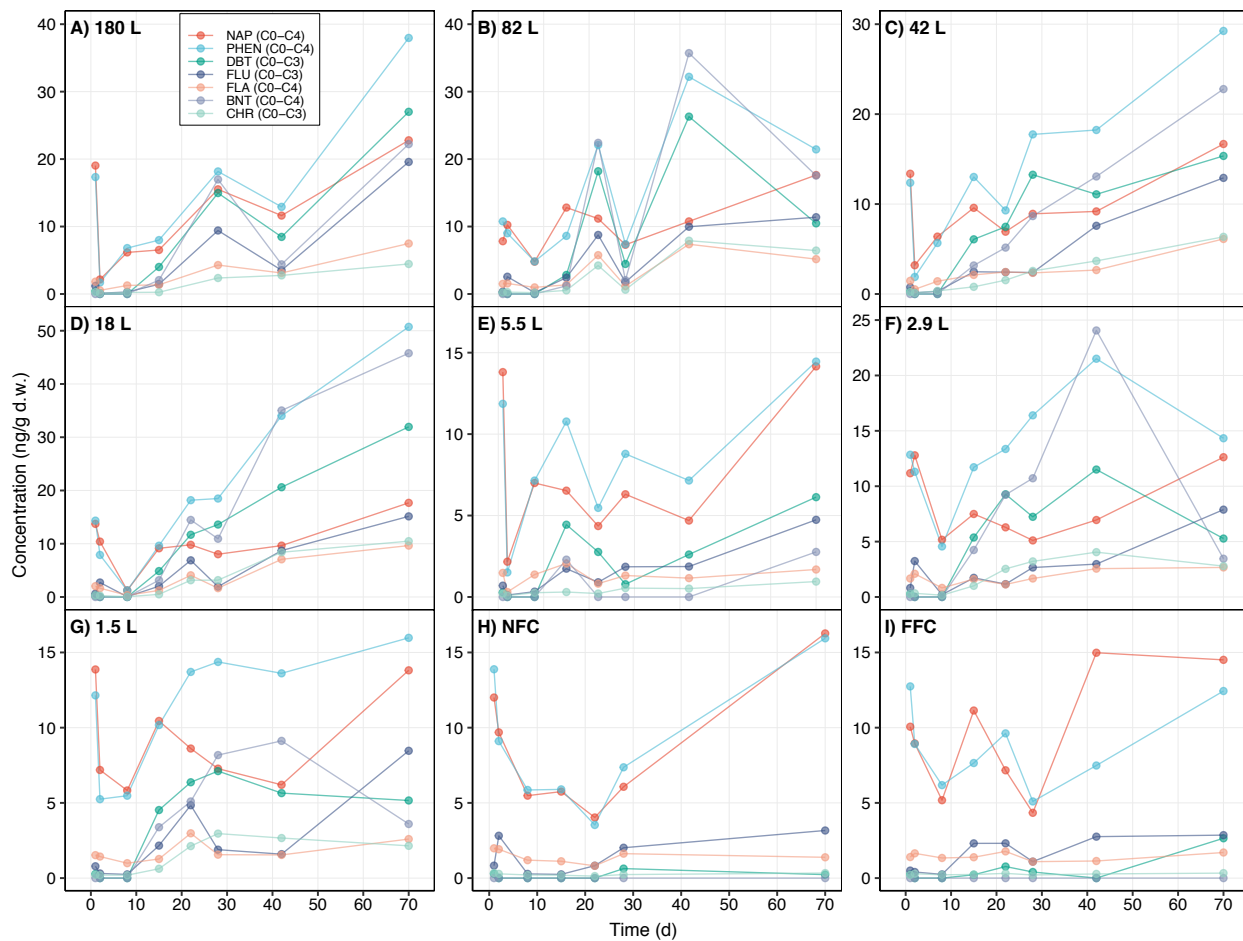 A) 180 L
NAP (C0−C4)
PHEN (C0−C4)
DBT (C0−C3)
FLU (C0−C3)
FLA (C0−C4)
BNT (C0−C4)
CHR (C0−C3)
40
30
20
10
0
B) 82 L
40
30
20
10
0
C) 42 L
30
20
10
0
D) 18 L
50
40
30
20
10
0
E) 5.5 L
15
10
5
0
F) 2.9 L
25
20
15
10
5
0
G) 1.5 L
15
10
5
0
0 10 20 30 40 50 60 70
H) NFC
15
10
5
0
0 10 20 30 40 50 60 70
I) FFC
15
10
5
0
0 10 20 30 40 50 60 70
Concentration (ng/g d.w.)
Time (d)